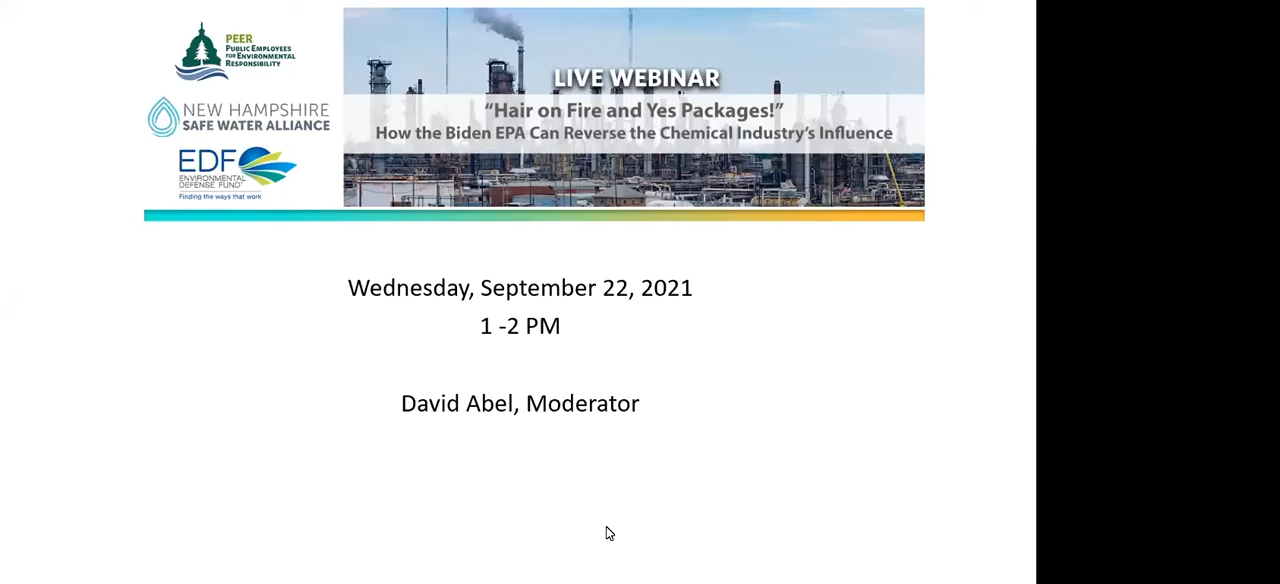 PEER
PUBLIC EMPLOYEES
FOR ENVIRONMENTAL
RESPONSIBILITY
NEW HAMPSHIRE
SAFE WATER ALLIANCE
EDF
ENVIRONMENTAL
DEFENSE FUND
Finding the ways that work
LIVE WEBINAR
“Hair on Fire and Yes Packages!”
How the Biden EPA Can Reverse the Chemical Industry’s Influence
Wednesday, September 22, 2021
1 -2 PM
David Abel, Moderator